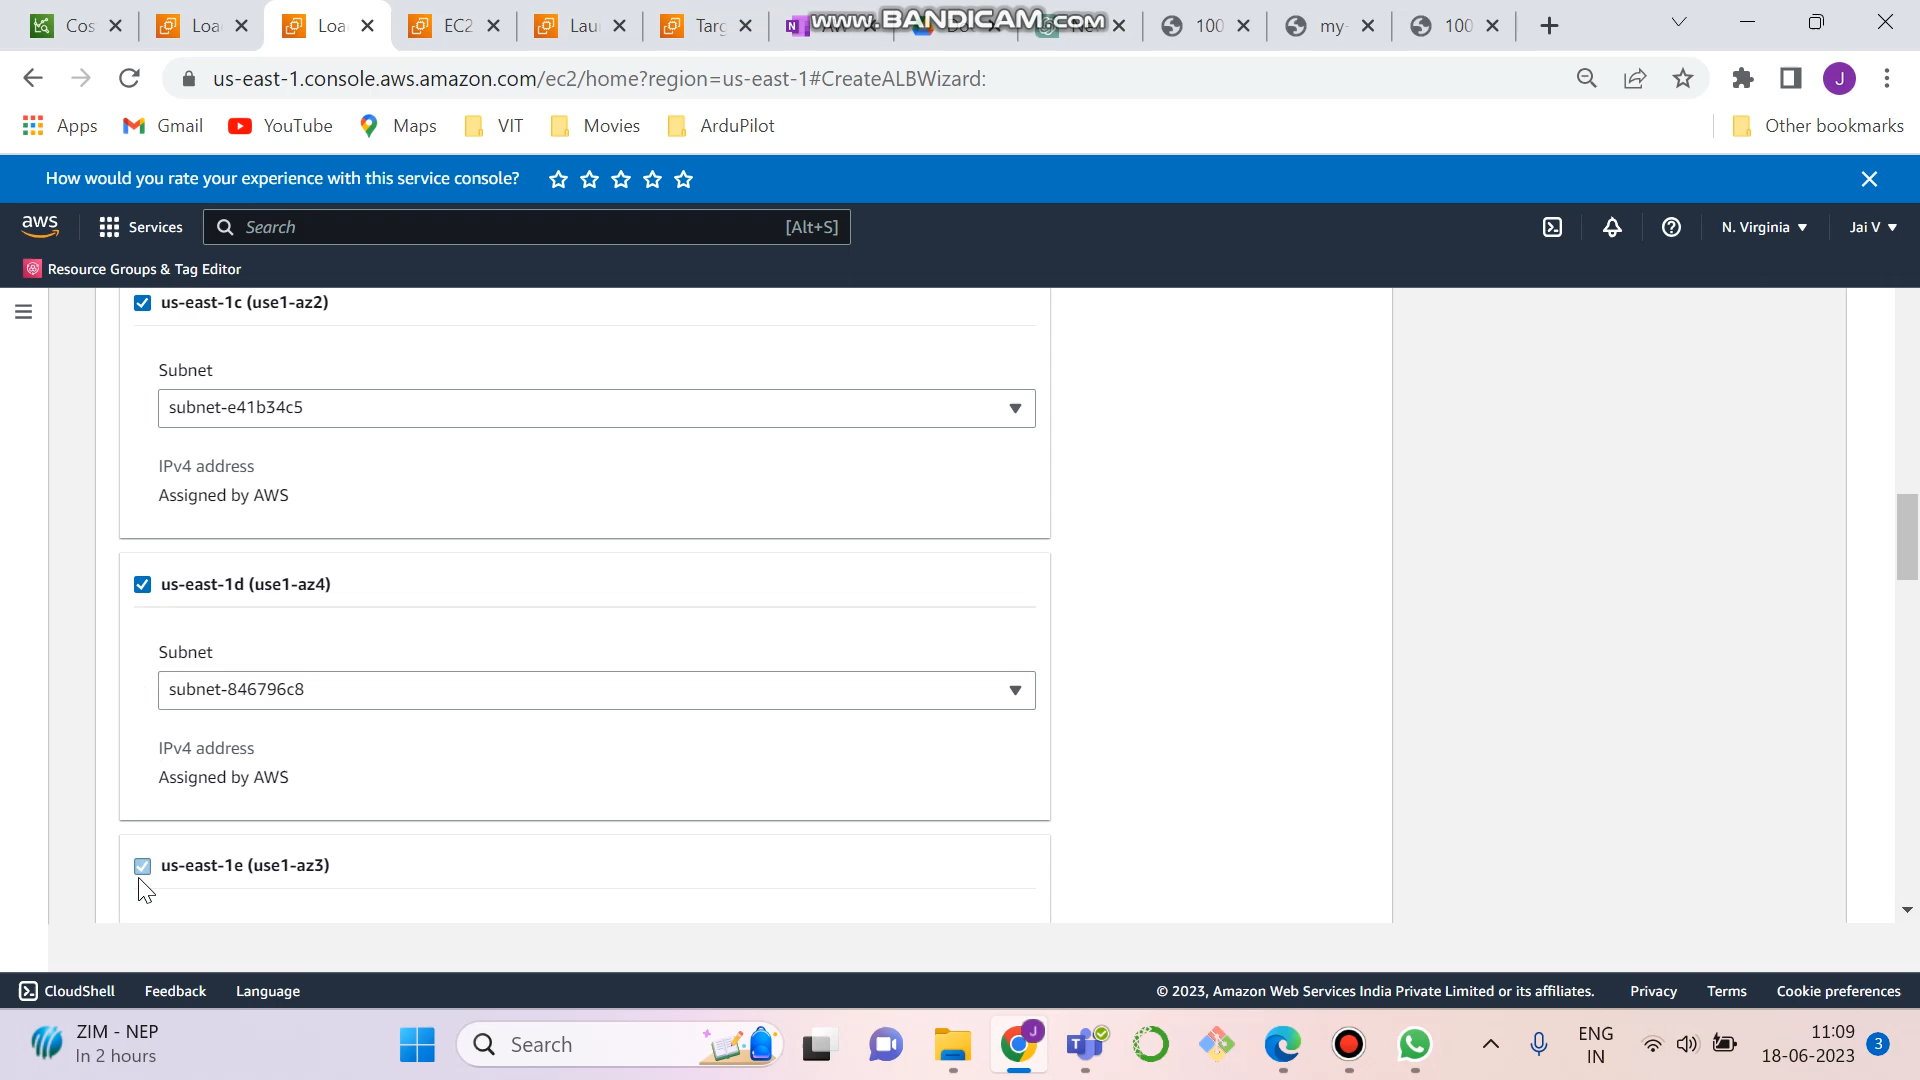 Cos
Loa
Loa
EC2
Lau
Targ
www.BANDICAM.com
100
my-
100
us-east-1.console.aws.amazon.com/ec2/home?region=us-east-1#CreateALBWizard:
J
Apps
Gmail
YouTube
Maps
VIT
Movies
ArduPilot
Other bookmarks
How would you rate your experience with this service console?
aws
Services
Search
[Alt+S]
N. Virginia
Jai V
Resource Groups & Tag Editor
us-east-1c (use1-az2)
Subnet
subnet-e41b34c5
IPv4 address
Assigned by AWS
us-east-1d (use1-az4)
Subnet
subnet-846796c8
IPv4 address
Assigned by AWS
us-east-1e (use1-az3)
CloudShell
Feedback
Language
© 2023, Amazon Web Services India Private Limited or its affiliates.
Privacy
Terms
Cookie preferences
ZIM - NEP
In 2 hours
Search
J
ENG
IN
11:09
18-06-2023
3